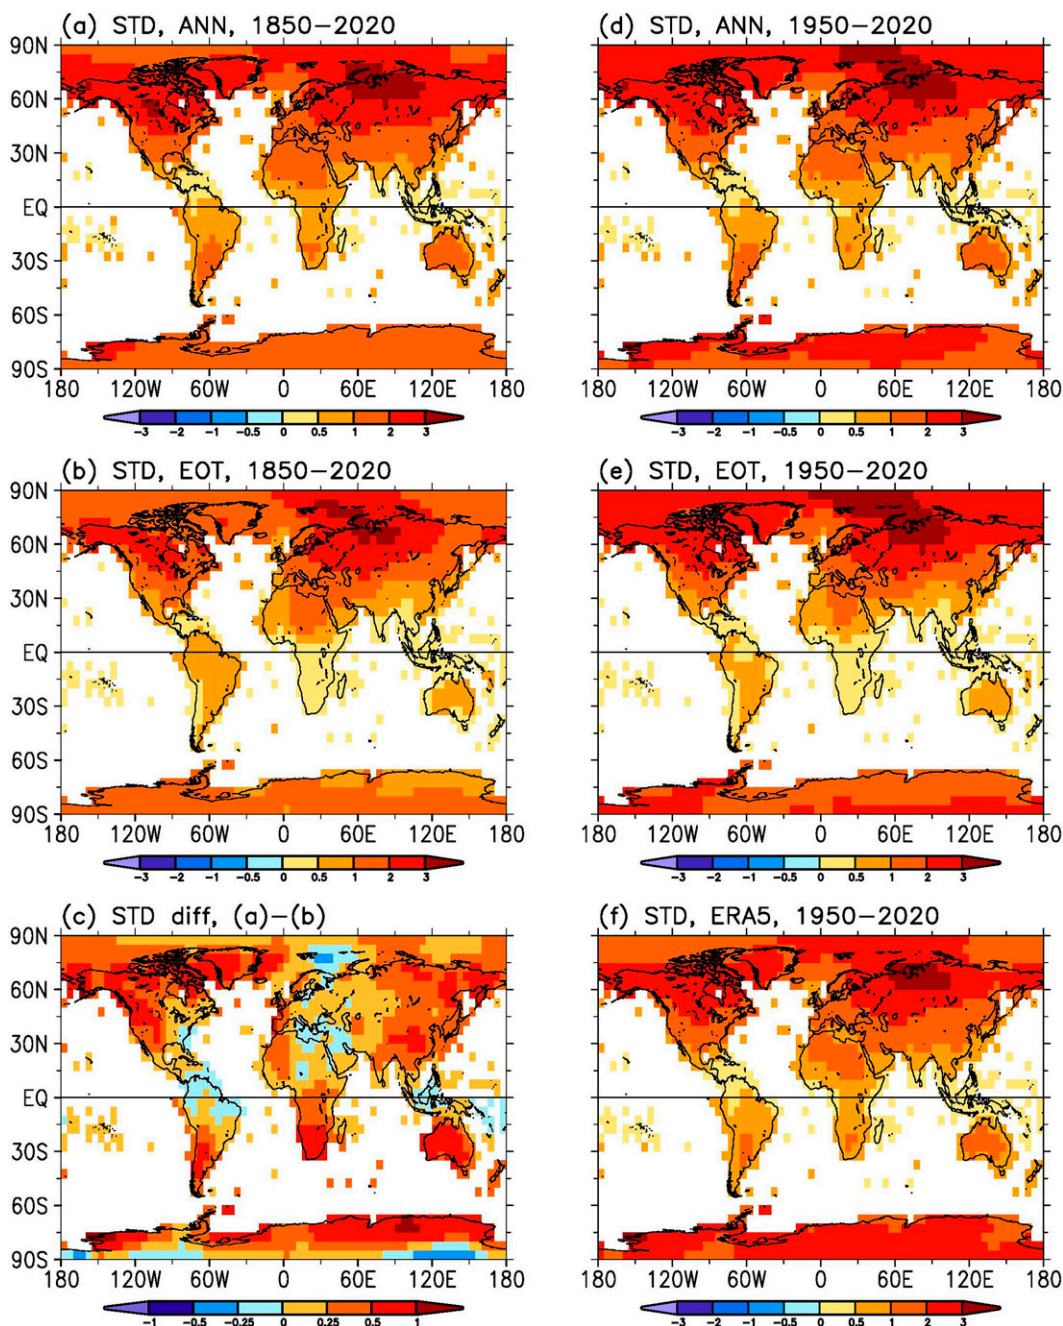 (a) STD, ANN, 1850−2020
90N
60N
30N
EQ
30S
60S
90S
180 120W 60W 0 60E 120E 180
-3 -2 -1 -0.5 0 0.5 1 2 3
(d) STD, ANN, 1950−2020
90N
60N
30N
EQ
30S
60S
90S
180 120W 60W 0 60E 120E 180
-3 -2 -1 -0.5 0 0.5 1 2 3
(b) STD, EOT, 1850−2020
90N
60N
30N
EQ
30S
60S
90S
180 120W 60W 0 60E 120E 180
-3 -2 -1 -0.5 0 0.5 1 2 3
(e) STD, EOT, 1950−2020
90N
60N
30N
EQ
30S
60S
90S
180 120W 60W 0 60E 120E 180
-3 -2 -1 -0.5 0 0.5 1 2 3
(c) STD diff, (a)−(b)
90N
60N
30N
EQ
30S
60S
90S
180 120W 60W 0 60E 120E 180
-1 -0.5 -0.25 0 0.25 0.5 1
(f) STD, ERA5, 1950−2020
90N
60N
30N
EQ
30S
60S
90S
180 120W 60W 0 60E 120E 180
-3 -2 -1 -0.5 0 0.5 1 2 3